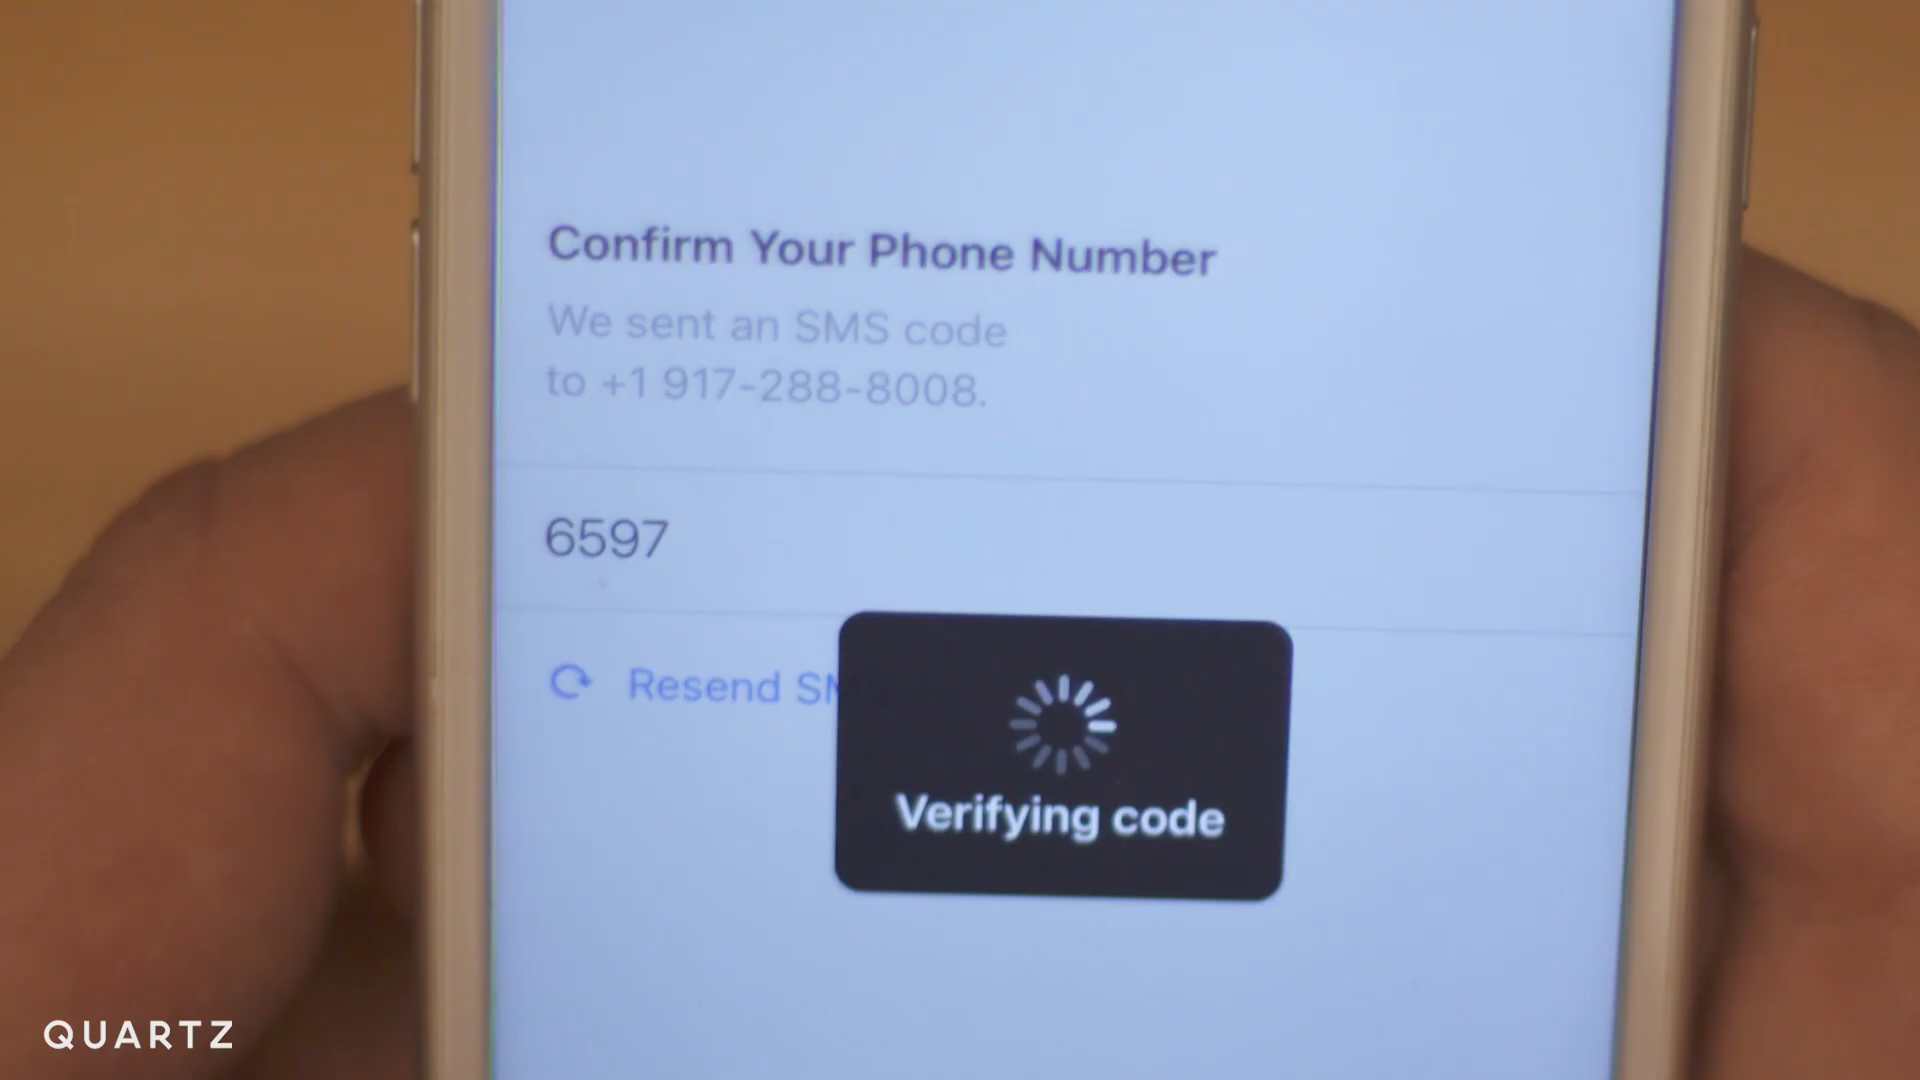 Confirm Your Phone Number
We sent an SMS code
to +1 917-288-8008.
6597
Resend SM
Verifying code
QUARTZ